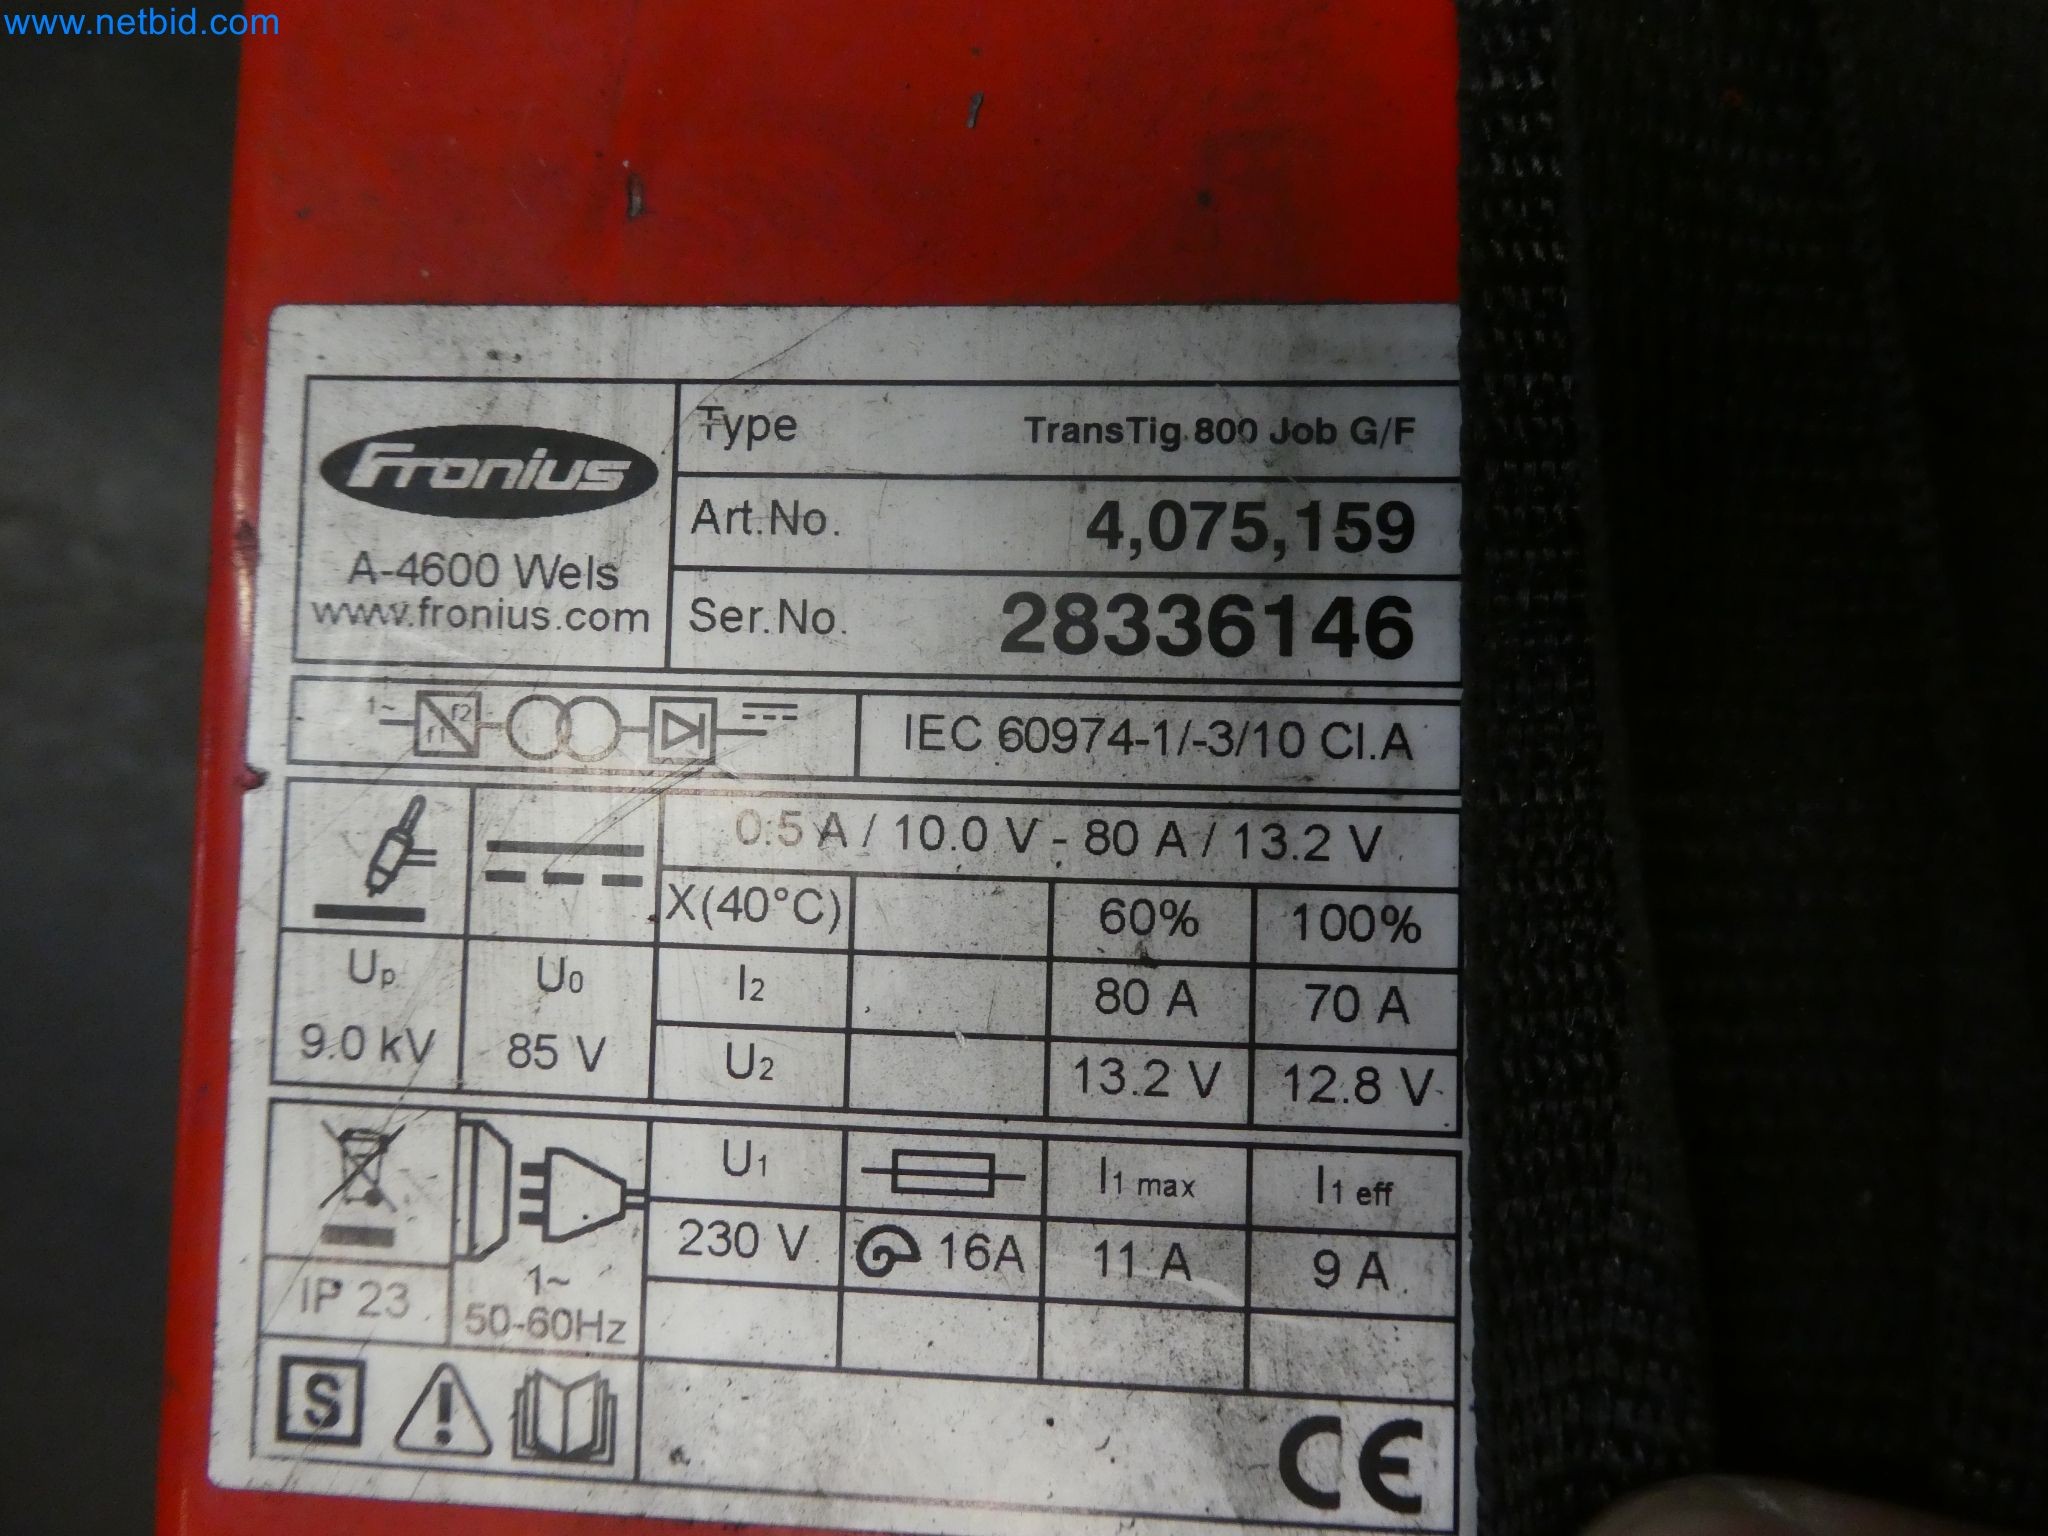 www.netbid.com
Fronius
A-4600 Wels
www.fronius.com
Type TransTig 800 Job G/F
Art.No. 4,075,159
Ser.No. 28336146
1~ f1 f2
IEC 60974-1/-3/10 Cl.A
0.5 A / 10.0 V - 80 A / 13.2 V
X(40°C) 60% 100%
Up U0 I2 80 A 70 A
9.0 kV 85 V U2 13.2 V 12.8 V
U1 I1 max I1 eff
230 V 16A 11 A 9 A
IP 23
1~
50-60Hz
S
CE